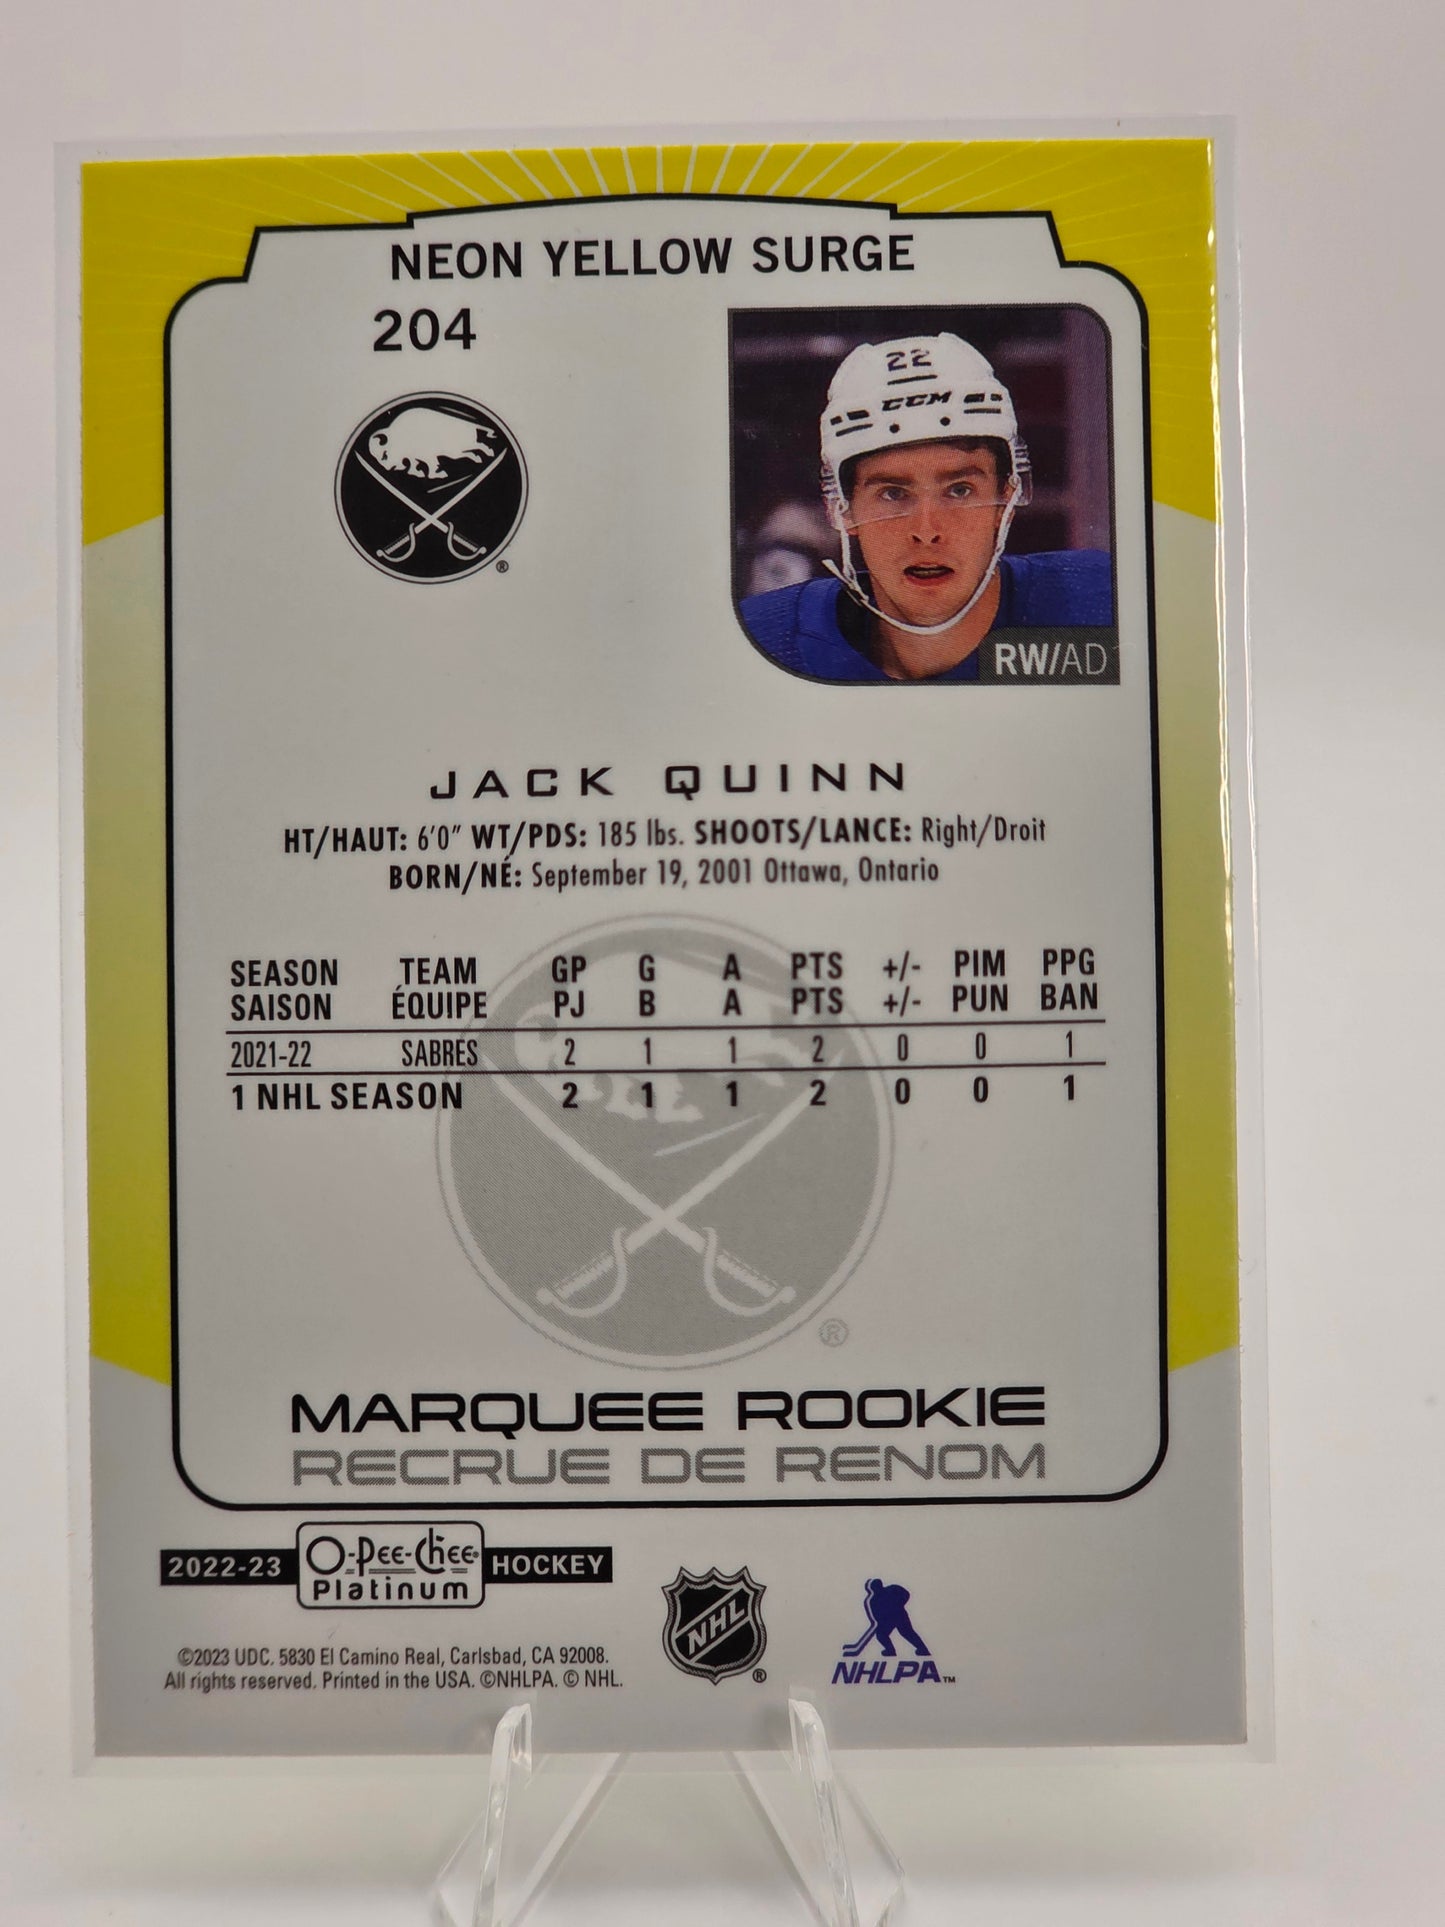 NEON YELLOW SURGE
204
®
22
CCM
RW/AD
JACK QUINN
HT/HAUT: 6'0" WT/PDS: 185 lbs. SHOOTS/LANCE: Right/Droit
BORN/NÉ: September 19, 2001 Ottawa, Ontario
SEASON TEAM GP G A PTS +/- PIM PPG
SAISON ÉQUIPE PJ B A PTS +/- PUN BAN
2021-22 SABRES 2 1 1 2 0 0 1
1 NHL SEASON 2 1 1 2 0 0 1
®
MARQUEE ROOKIE
RECRUE DE RENOM
2022-23 O-Pee-Chee® HOCKEY
Platinum
NHL ®
NHLPA™
©2023 UDC. 5830 El Camino Real, Carlsbad, CA 92008.
All rights reserved. Printed in the USA. ©NHLPA. © NHL.